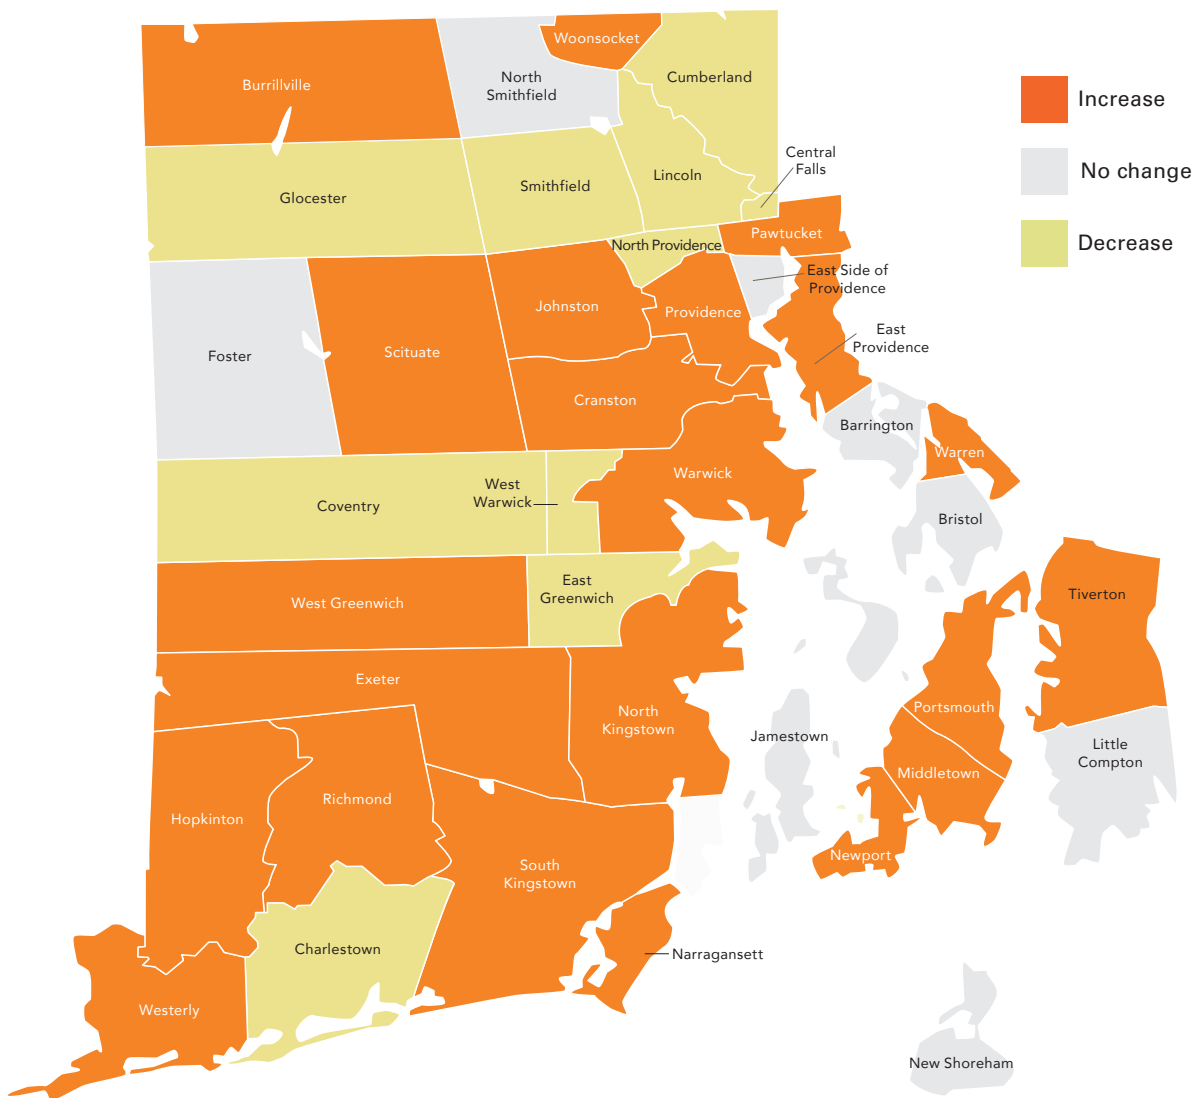 Woonsocket
Burrillville
North
Smithfield
Cumberland
Increase
Central
Falls
No change
Glocester
Smithfield
Lincoln
Decrease
North Providence
Pawtucket
East Side of
Providence
Johnston
Providence
East
Providence
Foster
Scituate
Cranston
Barrington
Warren
Coventry
West
Warwick
Warwick
Bristol
West Greenwich
East
Greenwich
Tiverton
Exeter
North
Kingstown
Portsmouth
Jamestown
Little
Compton
Middletown
Hopkinton
Richmond
South
Kingstown
Newport
Charlestown
Narragansett
Westerly
New Shoreham